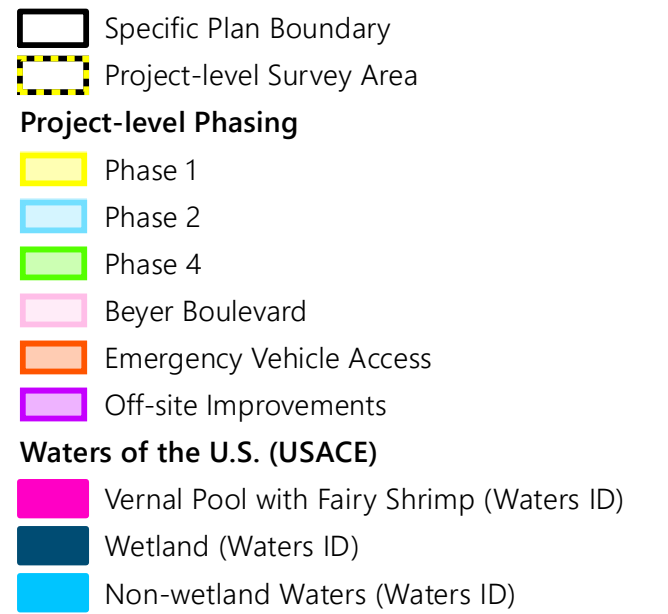 Specific Plan Boundary
Project-level Survey Area
Project-level Phasing
Phase 1
Phase 2
Phase 4
Beyer Boulevard
Emergency Vehicle Access
Off-site Improvements
Waters of the U.S. (USACE)
Vernal Pool with Fairy Shrimp (Waters ID)
Wetland (Waters ID)
Non-wetland Waters (Waters ID)